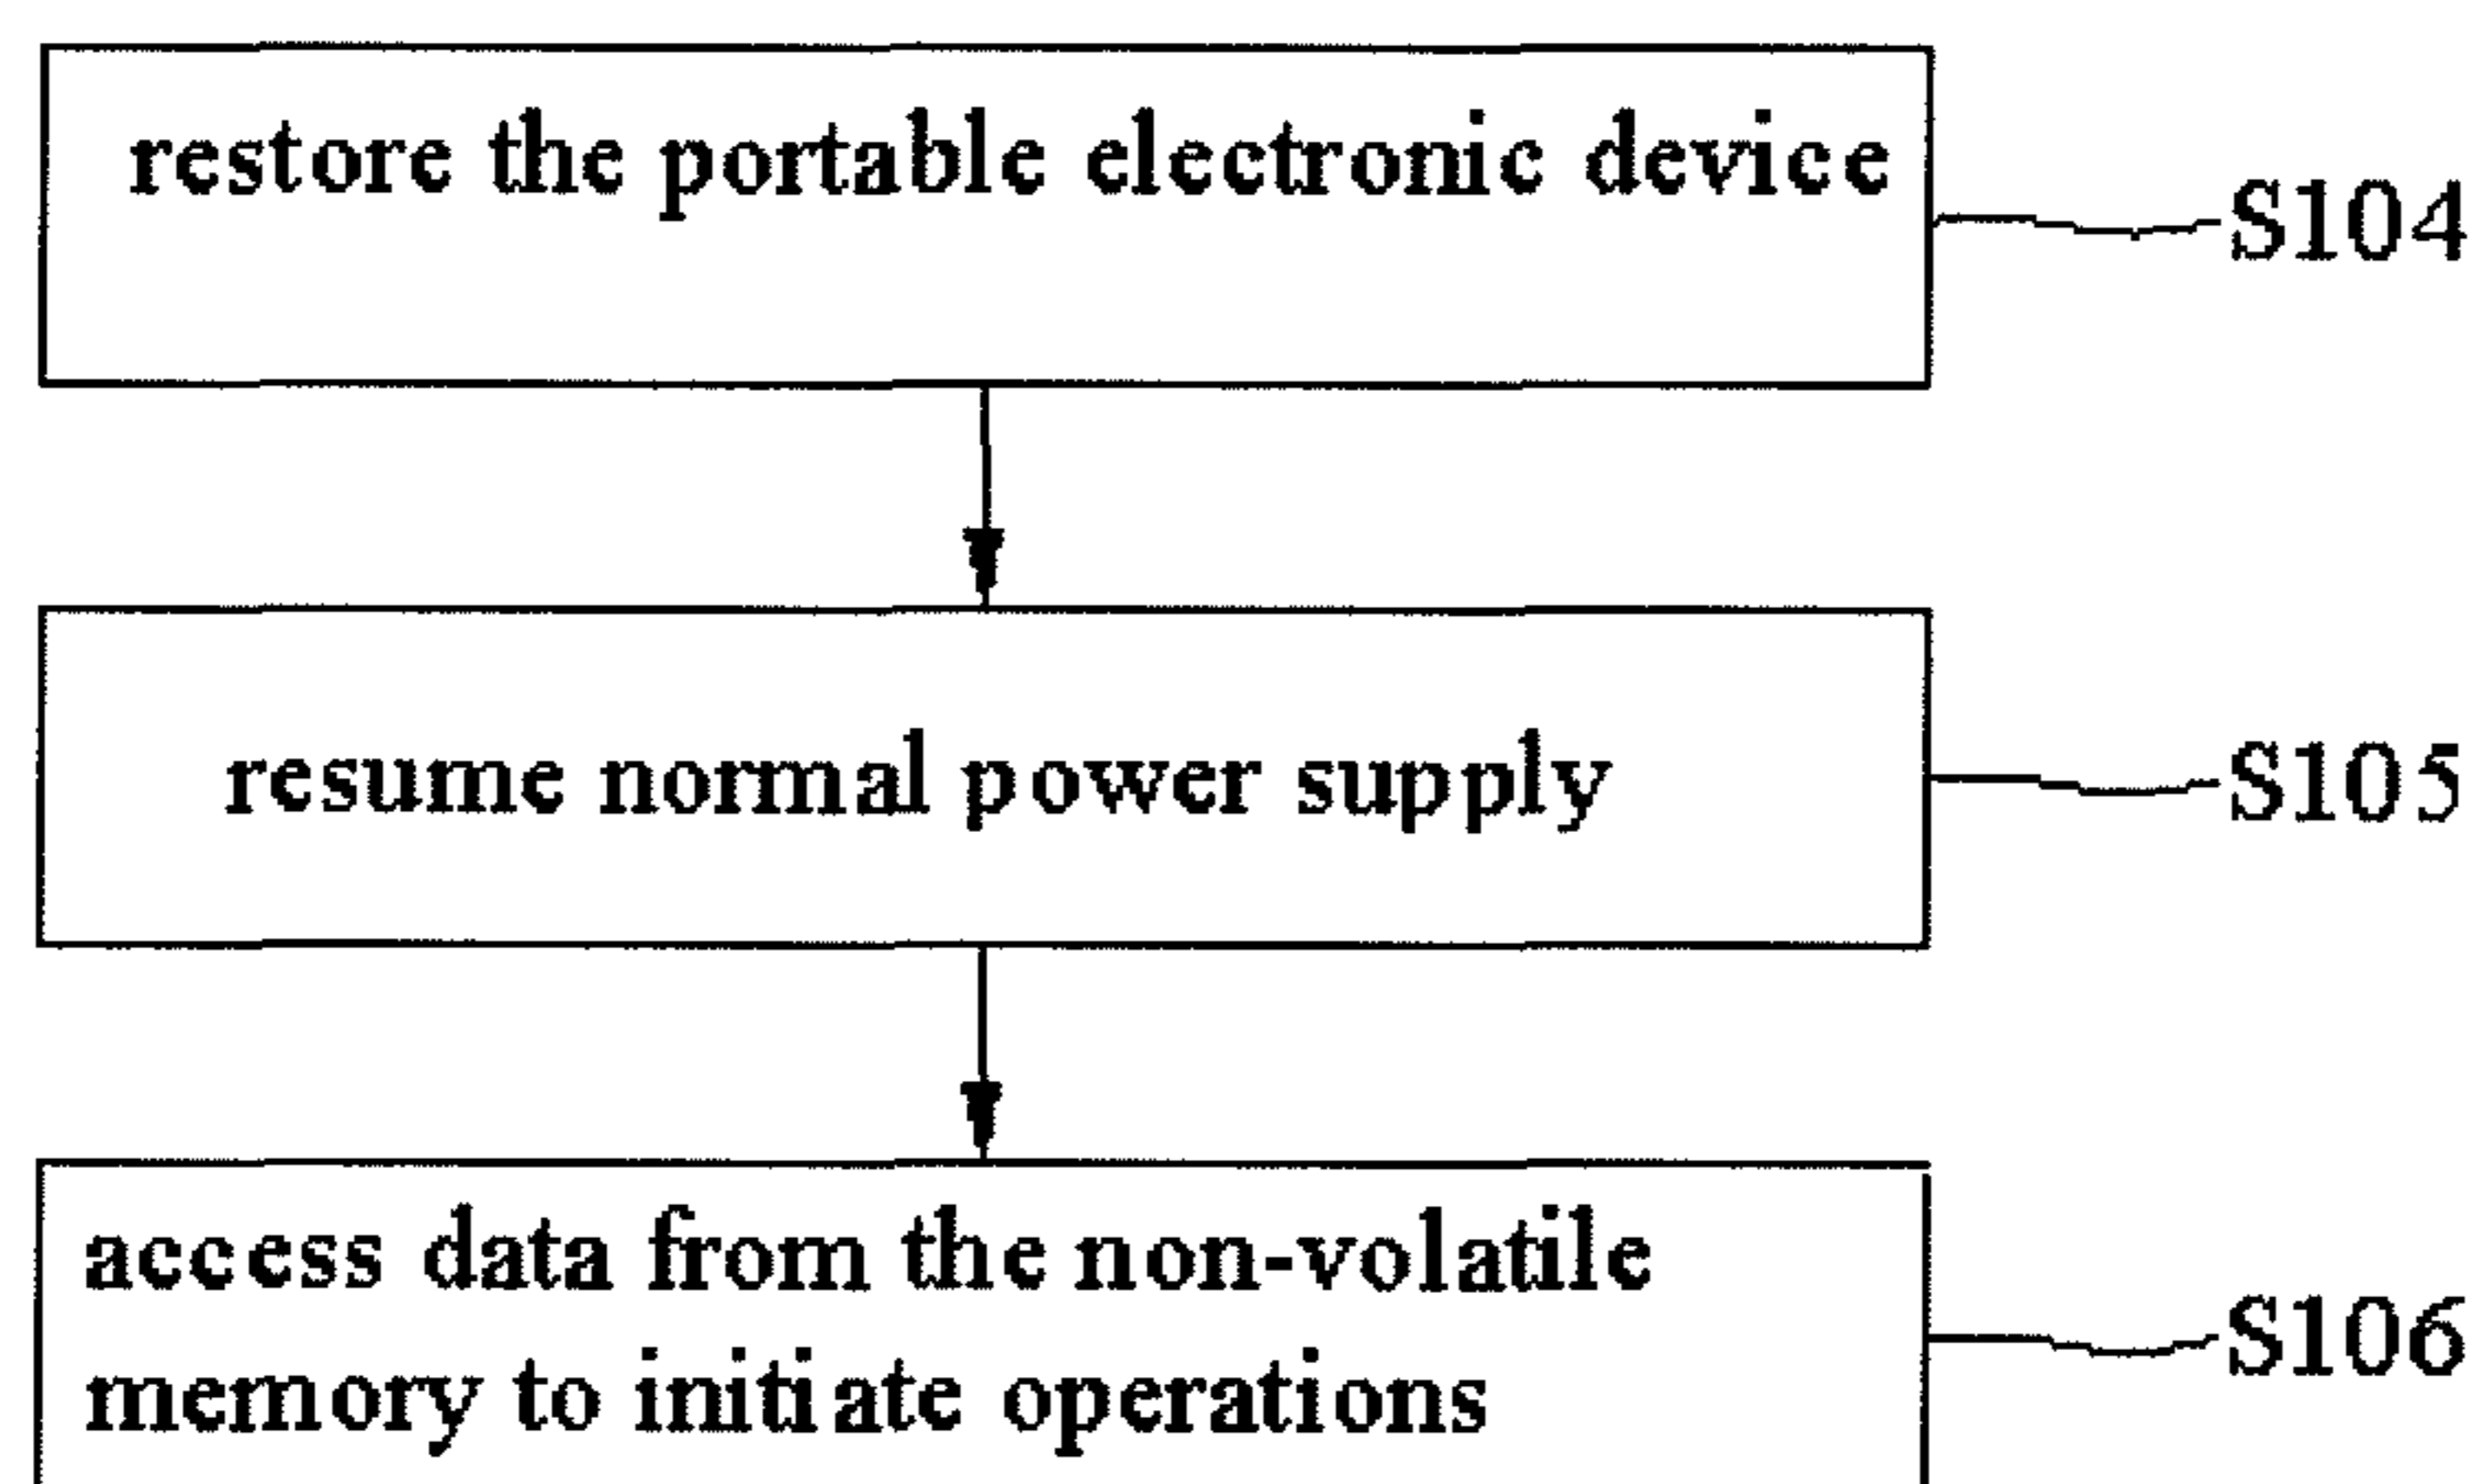 restore the portable electronic device
S104
resume normal power supply
S105
access data from the non-volatile
memory to initiate operations
S106